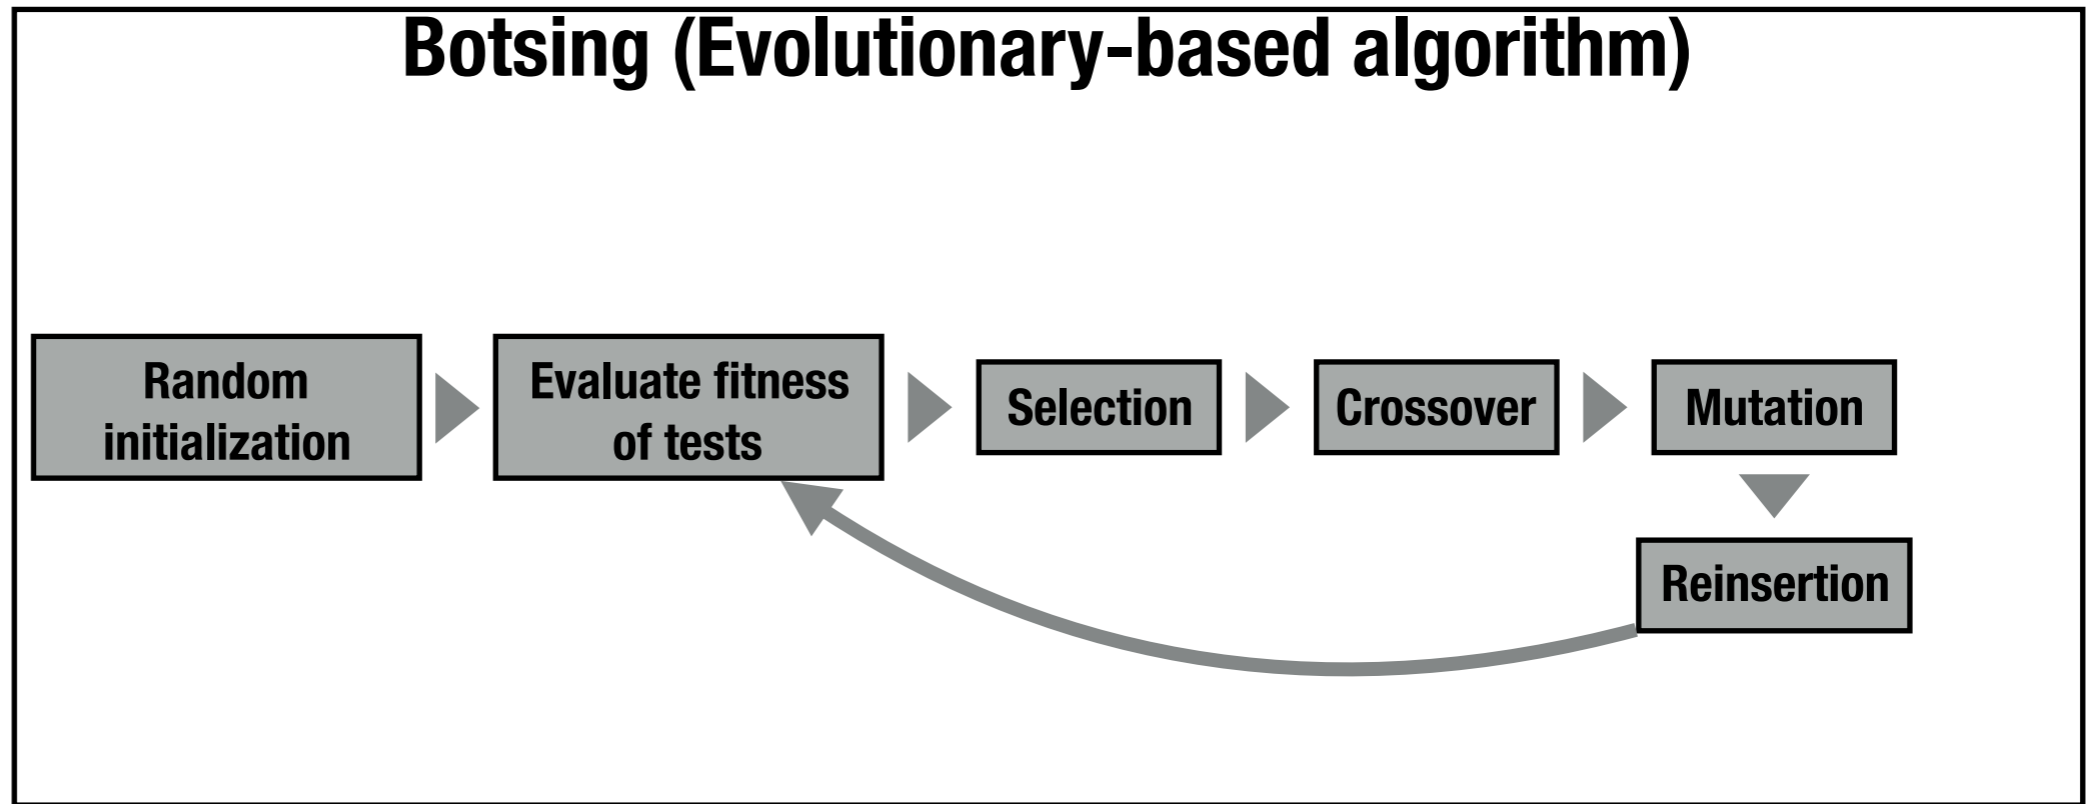 Botsing (Evolutionary-based algorithm)
Random
initialization
Evaluate fitness
of tests
Selection
Crossover
Mutation
Reinsertion